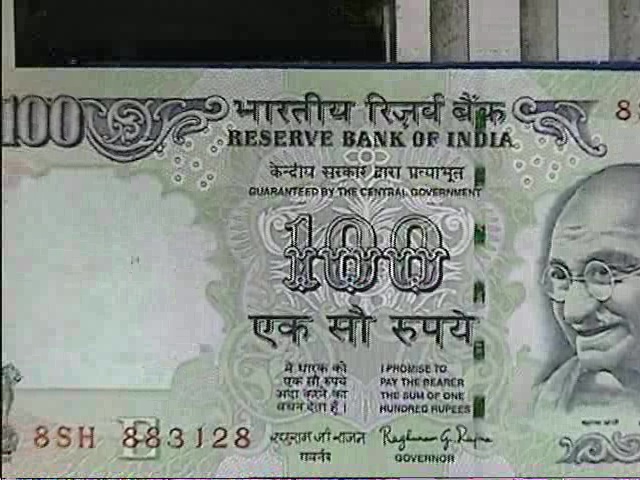 100
भारतीय रिज़र्व बैंक
8
RESERVE BANK OF INDIA
केन्द्रीय सरकार द्वारा प्रत्याभूत
GUARANTEED BY THE CENTRAL GOVERNMENT
100
एक सौ रुपये
मैं धारक को
एक सौ रुपये
अदा करने का
वचन देता हूँ ।
I PROMISE TO
PAY THE BEARER
THE SUM OF ONE
HUNDRED RUPEES
E
8SH 883128
रघुराम जी राजन
गवर्नर
Raghuram G. Rajan
GOVERNOR